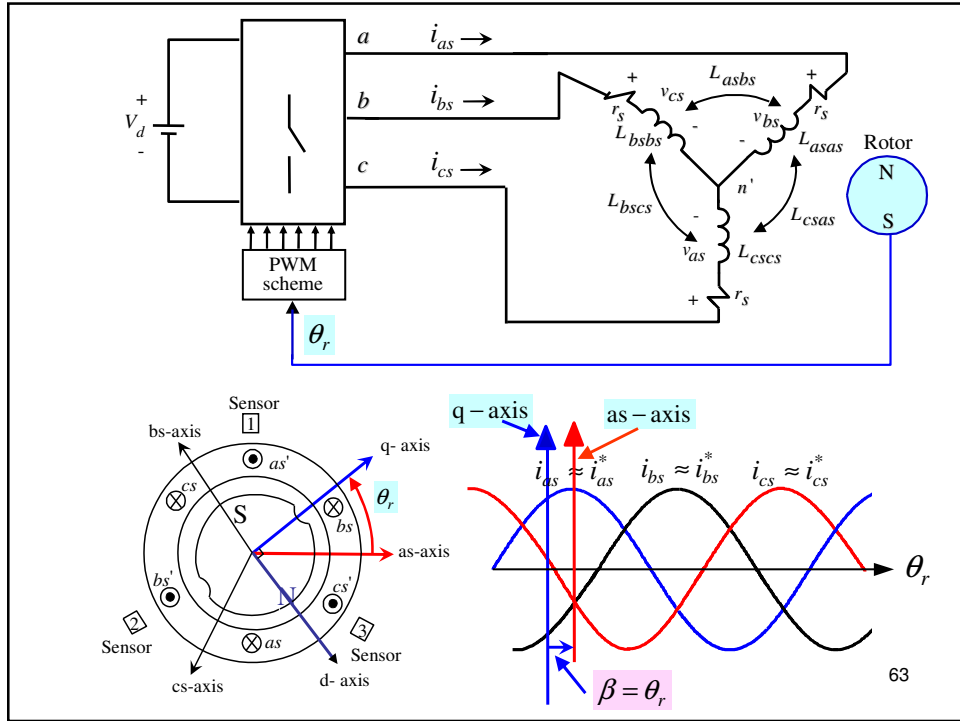 a
i_as
+
V_d
-
b
i_bs
c
i_cs
PWM
scheme
θ_r
+
r_s
v_cs
-
L_asbs
+
r_s
v_bs
-
L_bsbs
L_asas
n'
L_bscs
L_csas
-
v_as
L_cscs
+
r_s
Rotor
N
S
Sensor
1
bs-axis
as'
q- axis
cs
S
θ_r
bs
as-axis
bs'
N
cs'
2
Sensor
as
3
Sensor
cs-axis
d- axis
q – axis
as – axis
i_as ≈ i*_as
i_bs ≈ i*_bs
i_cs ≈ i*_cs
θ_r
β = θ_r
63